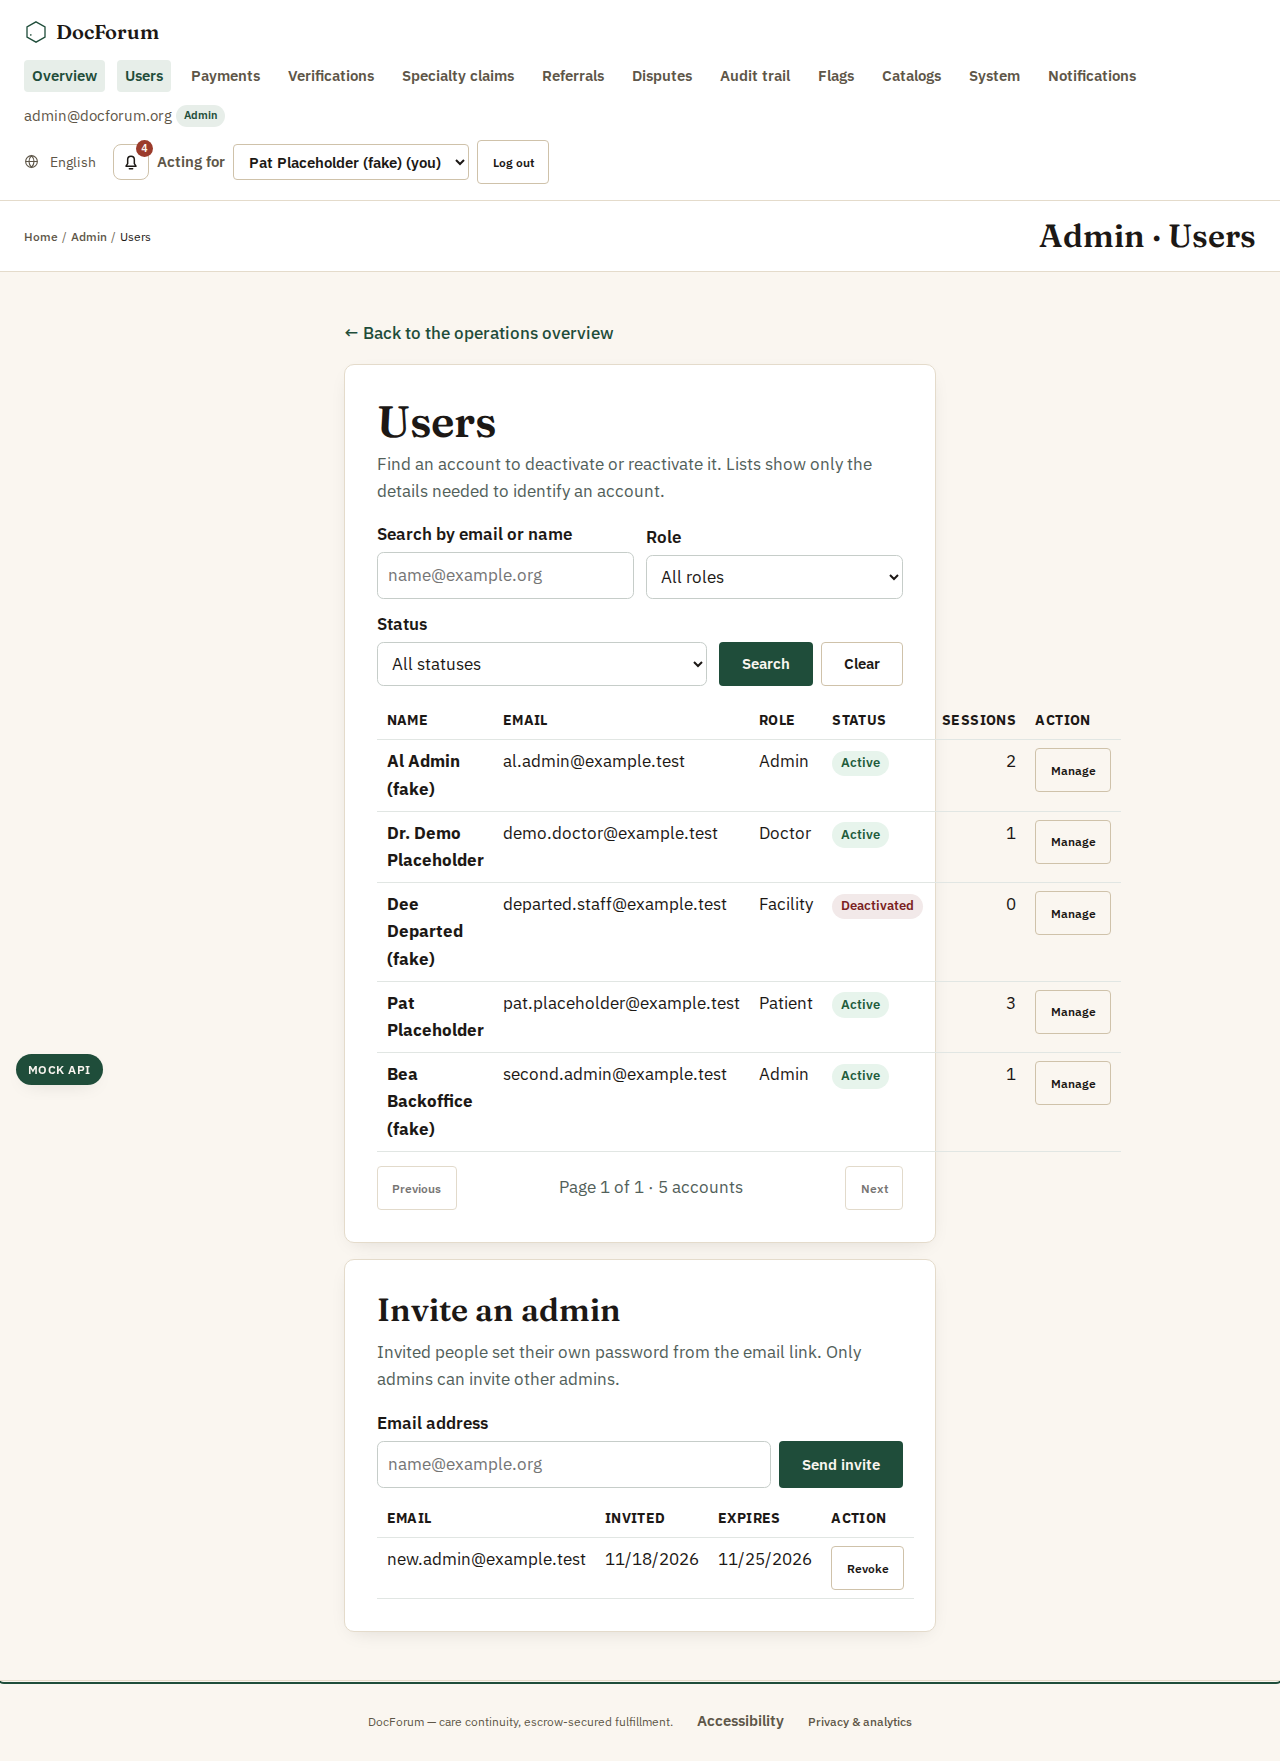 DocForum
Overview Users Payments Verifications Specialty claims Referrals Disputes Audit trail Flags Catalogs System Notifications
admin@docforum.org Admin
English 4 Acting for Pat Placeholder (fake) (you) Log out
Home / Admin / Users
Admin · Users
← Back to the operations overview
Users
Find an account to deactivate or reactivate it. Lists show only the
details needed to identify an account.
Search by email or name Role
name@example.org All roles
Status
All statuses Search Clear
NAME EMAIL ROLE STATUS SESSIONS ACTION
Al Admin al.admin@example.test Admin Active 2 Manage
(fake)
Dr. Demo demo.doctor@example.test Doctor Active 1 Manage
Placeholder
Dee departed.staff@example.test Facility Deactivated 0 Manage
Departed
(fake)
Pat pat.placeholder@example.test Patient Active 3 Manage
Placeholder
Bea second.admin@example.test Admin Active 1 Manage
Backoffice
(fake)
MOCK API
Previous Page 1 of 1 · 5 accounts Next
Invite an admin
Invited people set their own password from the email link. Only
admins can invite other admins.
Email address
name@example.org Send invite
EMAIL INVITED EXPIRES ACTION
new.admin@example.test 11/18/2026 11/25/2026 Revoke
DocForum — care continuity, escrow-secured fulfillment. Accessibility Privacy & analytics